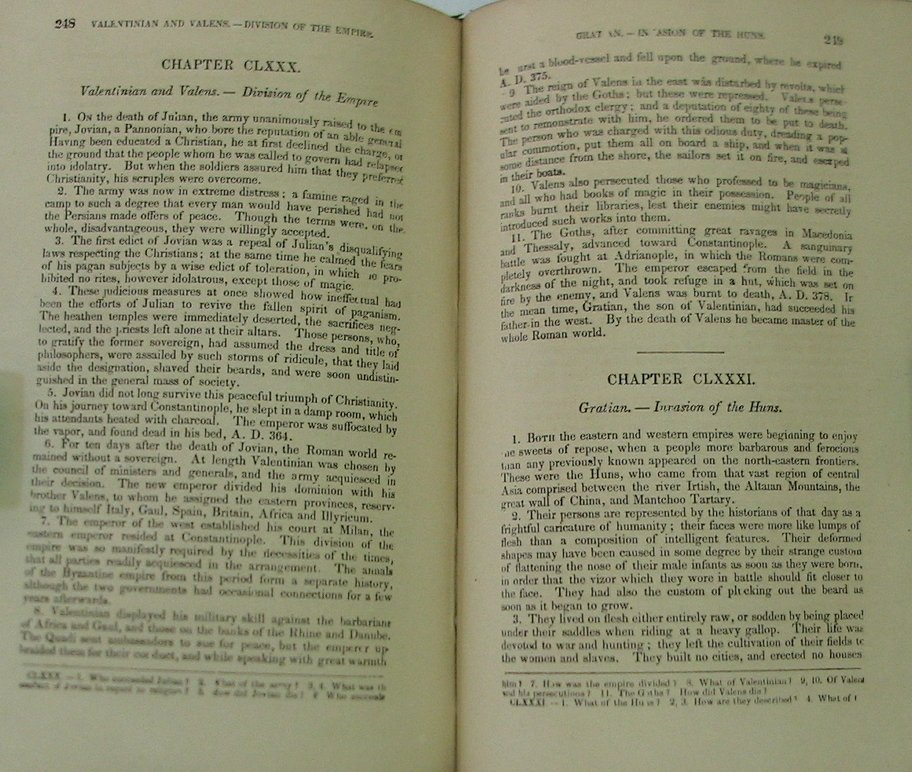 248 VALENTINIAN AND VALENS.—DIVISION OF THE EMPIRE.
CHAPTER CLXXX.
Valentinian and Valens. — Division of the Empire
1. ON the death of Julian, the army unanimously raised to the em
pire, Jovian, a Pannonian, who bore the reputation of an able general
Having been educated a Christian, he at first declined the charge, on
the ground that the people whom he was called to govern had relapsed
into idolatry. But when the soldiers assured him that they preferred
Christianity, his scruples were overcome.
2. The army was now in extreme distress; a famine raged in the
camp to such a degree that every man would have perished had not
the Persians made offers of peace. Though the terms were, on the
whole, disadvantageous, they were willingly accepted.
3. The first edict of Jovian was a repeal of Julian's disqualifying
laws respecting the Christians; at the same time he calmed the fears
of his pagan subjects by a wise edict of toleration, in which he pro-
hibited no rites, however idolatrous, except those of magic.
4. These judicious measures at once showed how ineffectual had
been the efforts of Julian to revive the fallen spirit of paganism.
The heathen temples were immediately deserted, the sacrifices neg-
lected, and the priests left alone at their altars. Those persons, who,
to gratify the former sovereign, had assumed the dress and title of
philosophers, were assailed by such storms of ridicule, that they laid
aside the designation, shaved their beards, and were soon undistin-
guished in the general mass of society.
5. Jovian did not long survive this peaceful triumph of Christianity.
On his journey toward Constantinople, he slept in a damp room, which
his attendants heated with charcoal. The emperor was suffocated by
the vapor, and found dead in his bed, A. D. 364.
6. For ten days after the death of Jovian, the Roman world re-
mained without a sovereign. At length Valentinian was chosen by
the council of ministers and generals, and the army acquiesced in
their decision. The new emperor divided his dominion with his
brother Valens, to whom he assigned the eastern provinces, reserv-
ing to himself Italy, Gaul, Spain, Britain, Africa and Illyricum.
7. The emperor of the west established his court at Milan, the
eastern emperor resided at Constantinople. This division of the
empire was so manifestly required by the necessities of the times,
that all parties readily acquiesced in the arrangement. The annals
of the Byzantine empire from this period form a separate history,
although the two governments had occasional connections for a few
years afterwards.
8. Valentinian displayed his military skill against the barbarians
of Africa and Gaul, and those on the banks of the Rhine and Danube.
The Quadi sent ambassadors to sue for peace, but the emperor up
braided them for their conduct, and while speaking with great warmth
CLXXX.—1. Who succeeded Julian? 2. What of the army? 3, 4. What was th
conduct of Jovian in regard to religion? 5. How did Jovian die? 6. Who succeede
GRATIAN.—INVASION OF THE HUNS. 249
he burst a blood-vessel and fell upon the ground, where he expired
A. D. 375.
9 The reign of Valens in the east was disturbed by revolts, which
were aided by the Goths; but these were repressed. Valens perse-
cuted the orthodox clergy; and a deputation of eighty of these being
sent to remonstrate with him, he ordered them to be put to death.
The person who was charged with this odious duty, dreading a pop-
ular commotion, put them all on board a ship, and when it was at
some distance from the shore, the sailors set it on fire, and escaped
in their boats.
10. Valens also persecuted those who professed to be magicians,
and all who had books of magic in their possession. People of all
ranks burnt their libraries, lest their enemies might have secretly
introduced such works into them.
11. The Goths, after committing great ravages in Macedonia
and Thessaly, advanced toward Constantinople. A sanguinary
battle was fought at Adrianople, in which the Romans were com-
pletely overthrown. The emperor escaped from the field in the
darkness of the night, and took refuge in a hut, which was set on
fire by the enemy, and Valens was burnt to death, A. D. 378. In
the mean time, Gratian, the son of Valentinian, had succeeded his
father in the west. By the death of Valens he became master of the
whole Roman world.
CHAPTER CLXXXI.
Gratian. — Invasion of the Huns.
1. BOTH the eastern and western empires were beginning to enjoy
the sweets of repose, when a people more barbarous and ferocious
than any previously known appeared on the north-eastern frontiers.
These were the Huns, who came from that vast region of central
Asia comprised between the river Irtish, the Altaian Mountains, the
great wall of China, and Mantchoo Tartary.
2. Their persons are represented by the historians of that day as a
frightful caricature of humanity; their faces were more like lumps of
flesh than a composition of intelligent features. Their deformed
shapes may have been caused in some degree by their strange custom
of flattening the nose of their male infants as soon as they were born,
in order that the vizor which they wore in battle should fit closer to
the face. They had also the custom of plucking out the beard as
soon as it began to grow.
3. They lived on flesh either entirely raw, or sodden by being placed
under their saddles when riding at a heavy gallop. Their life was
devoted to war and hunting; they left the cultivation of their fields to
the women and slaves. They built no cities, and erected no houses
him? 7. How was the empire divided? 8. What of Valentinian? 9, 10. Of Valens
and his persecutions? 11. The Goths? How did Valens die?
CLXXXI.—1. What of the Huns? 2, 3. How are they described? 4. What of t